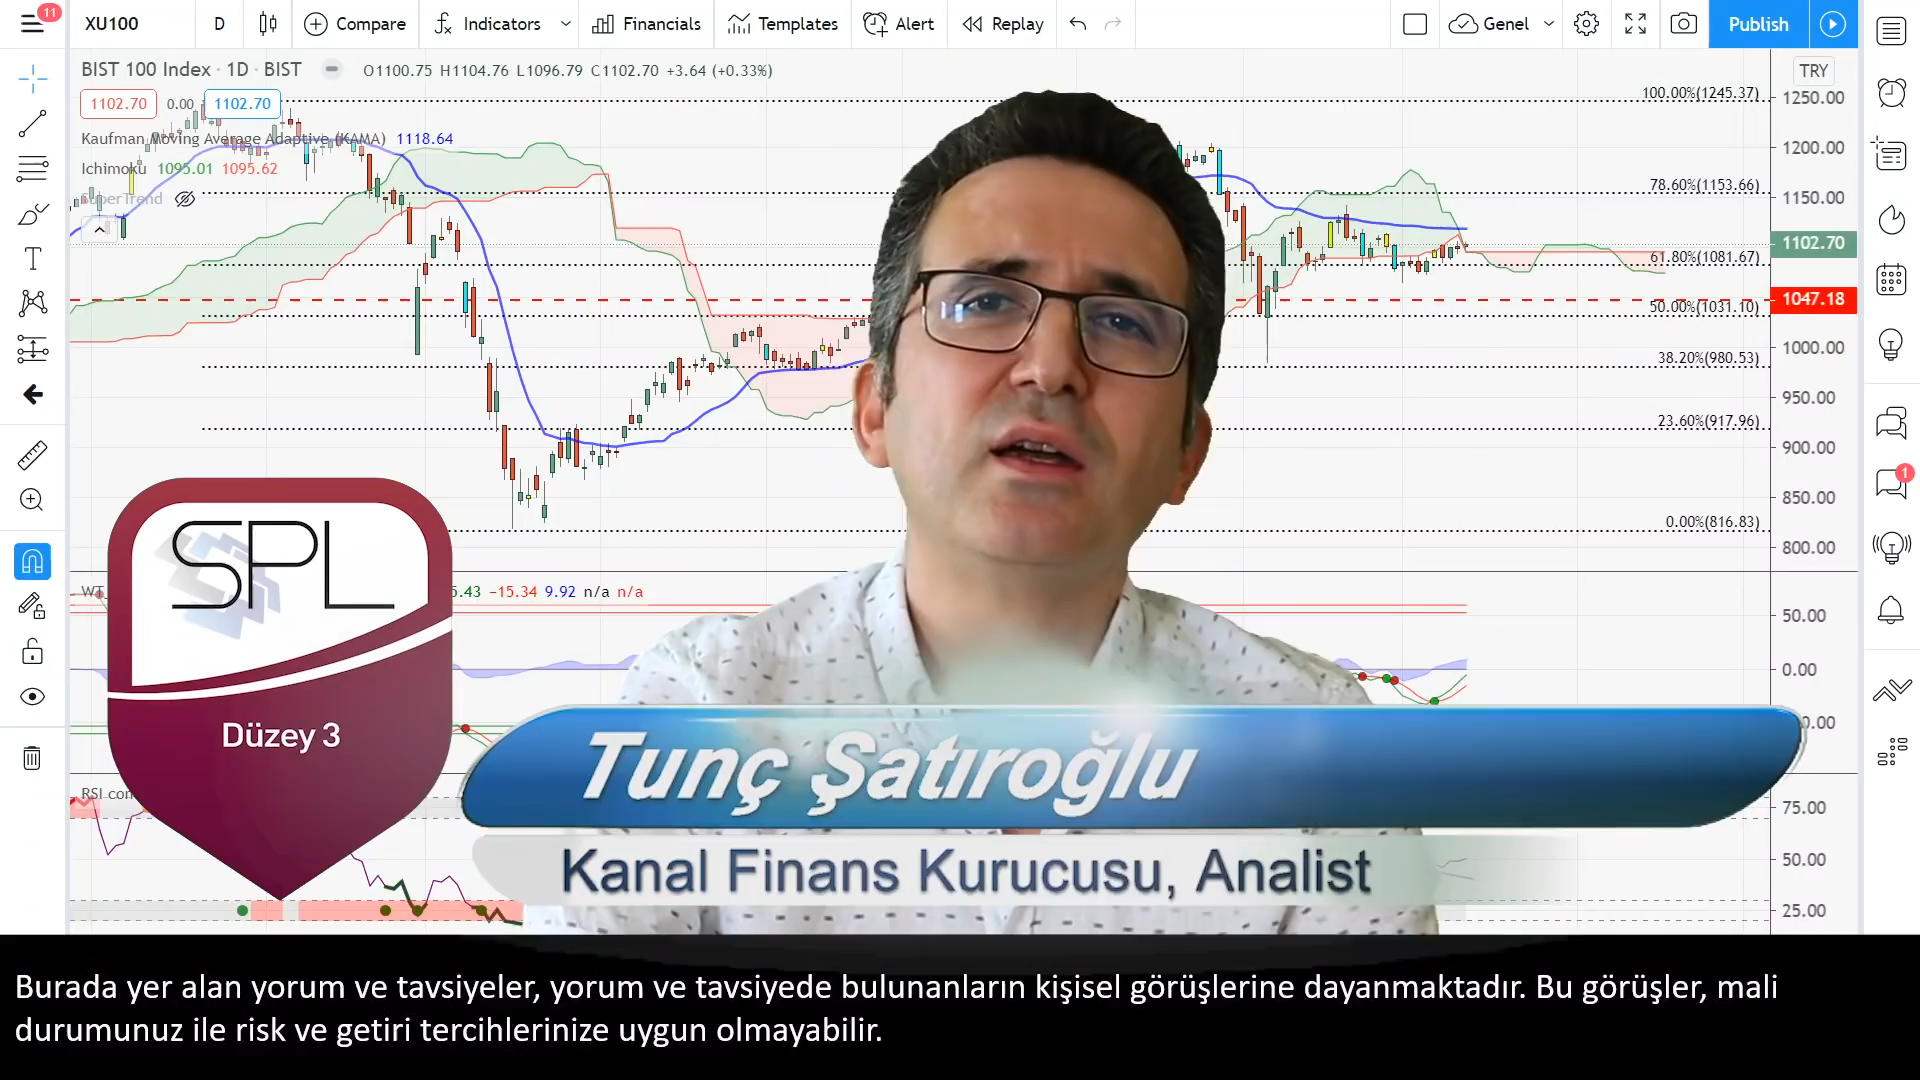 11
XU100
D
Compare
Indicators
Financials
Templates
Alert
Replay
Genel
Publish
BIST 100 Index · 1D · BIST
O1100.75 H1104.76 L1096.79 C1102.70 +3.64 (+0.33%)
TRY
1102.70 0.00 1102.70
Kaufman Moving Average Adaptive (KAMA) 1118.64
Ichimoku 1095.01 1095.62
SuperTrend
100.00%(1245.37)
78.60%(1153.66)
61.80%(1081.67)
50.00%(1031.10)
38.20%(980.53)
23.60%(917.96)
0.00%(816.83)
1250.00
1200.00
1150.00
1102.70
1047.18
1000.00
950.00
900.00
850.00
800.00
1
−15.34 9.92 n/a n/a
50.00
0.00
75.00
50.00
25.00
SPL
Düzey 3
Tunç Şatıroğlu
Kanal Finans Kurucusu, Analist
Burada yer alan yorum ve tavsiyeler, yorum ve tavsiyede bulunanların kişisel görüşlerine dayanmaktadır. Bu görüşler, mali
durumunuz ile risk ve getiri tercihlerinize uygun olmayabilir.